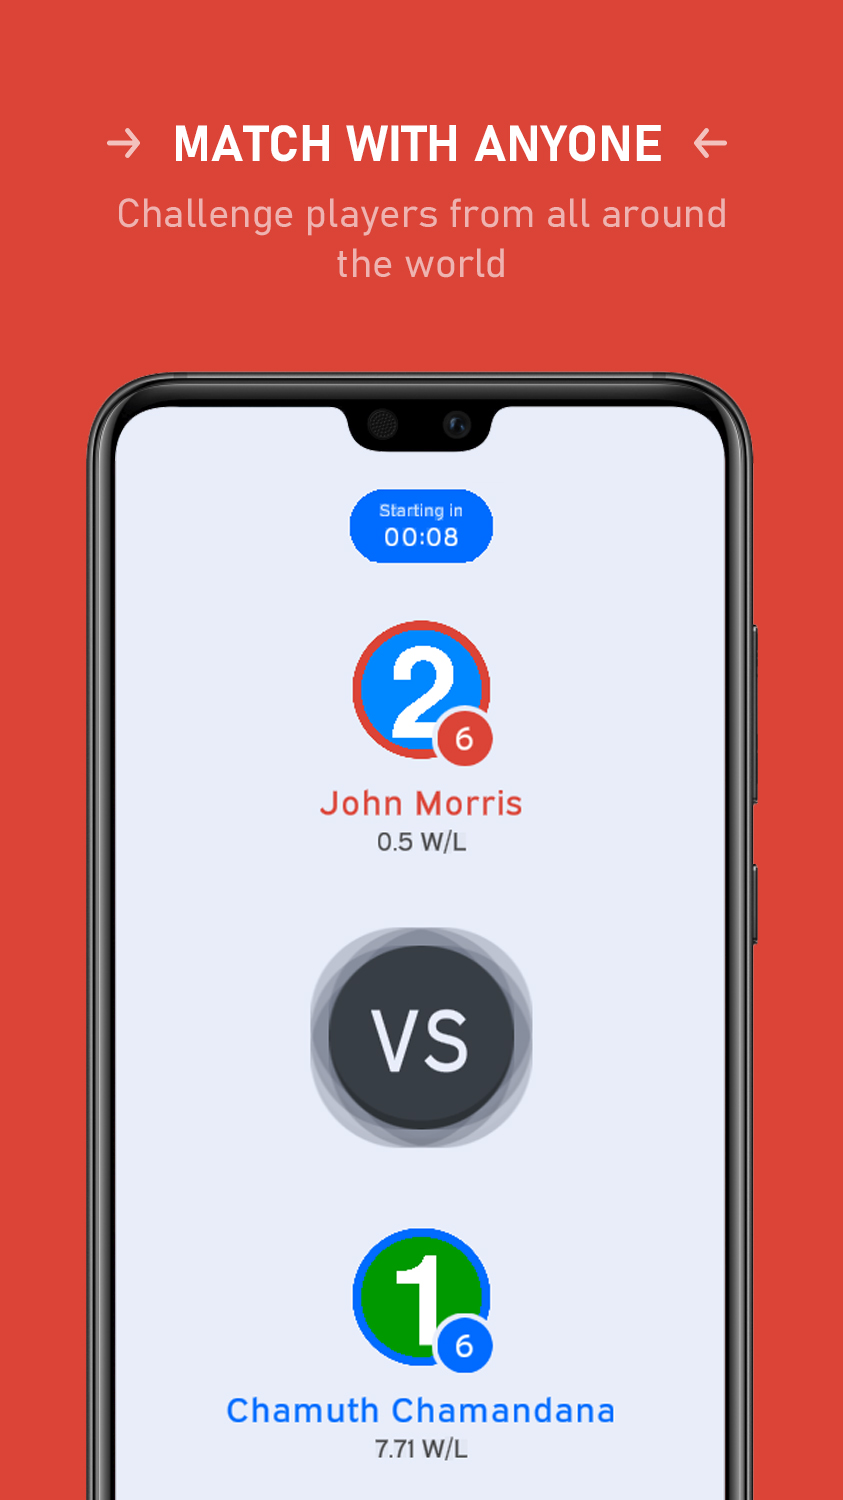 → MATCH WITH ANYONE ←
Challenge players from all around
the world
Starting in
00:08
2
6
John Morris
0.5 W/L
VS
1
6
Chamuth Chamandana
7.71 W/L